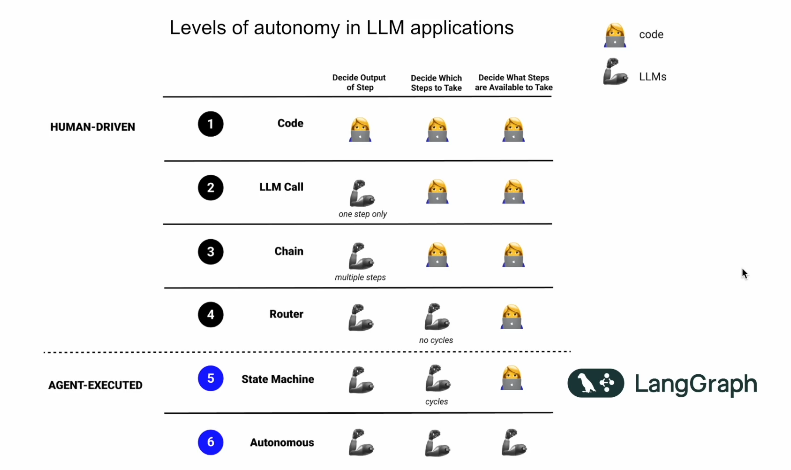 Levels of autonomy in LLM applications
code
LLMs
Decide Output
of Step
Decide Which
Steps to Take
Decide What Steps
are Available to Take
HUMAN-DRIVEN
1
Code
2
LLM Call
one step only
3
Chain
multiple steps
4
Router
no cycles
AGENT-EXECUTED
5
State Machine
cycles
LangGraph
6
Autonomous